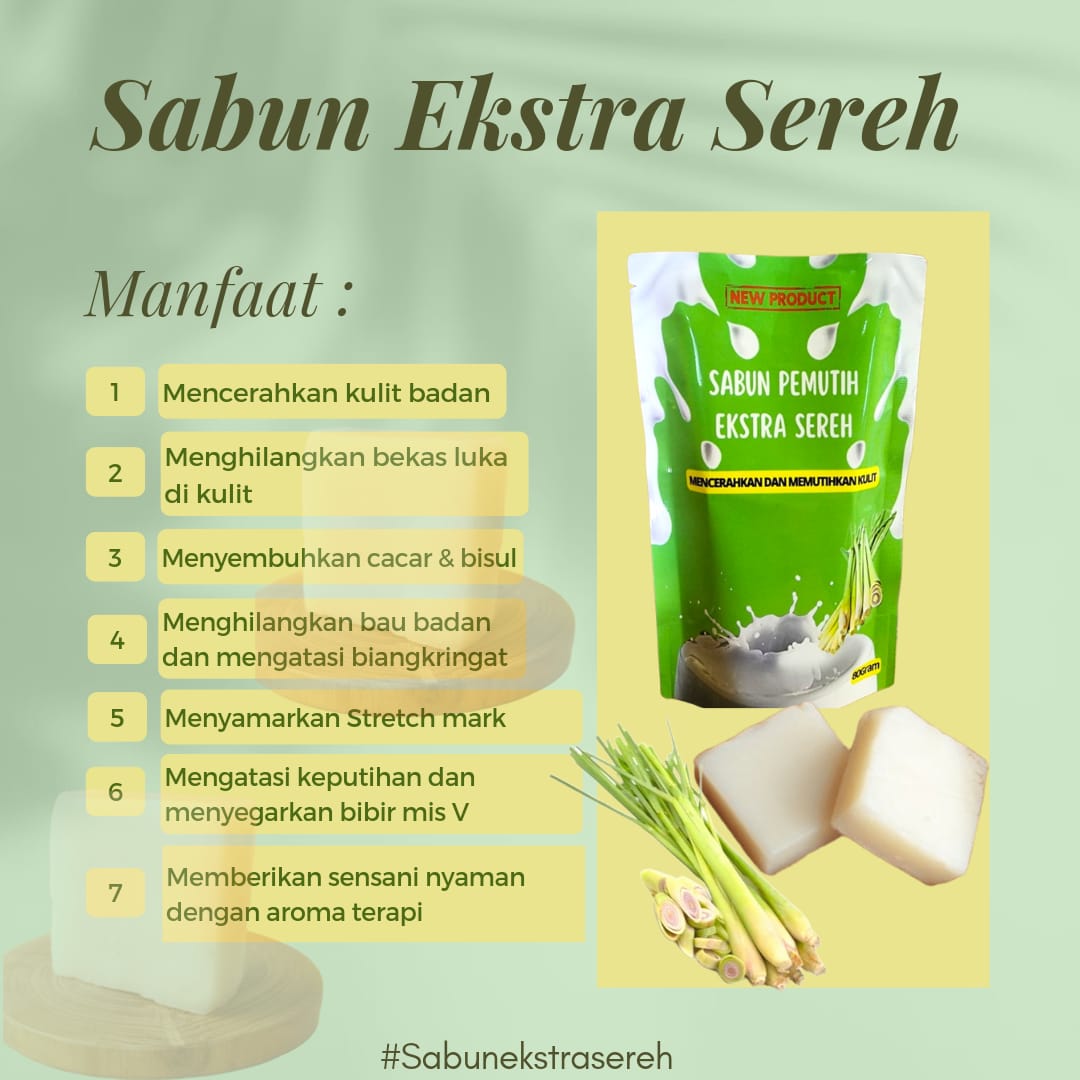 Sabun Ekstra Sereh
Manfaat :
1 Mencerahkan kulit badan
2 Menghilangkan bekas luka
di kulit
3 Menyembuhkan cacar & bisul
4 Menghilangkan bau badan
dan mengatasi biangkringat
5 Menyamarkan Stretch mark
6 Mengatasi keputihan dan
menyegarkan bibir mis V
7 Memberikan sensani nyaman
dengan aroma terapi
NEW PRODUCT
SABUN PEMUTIH
EKSTRA SEREH
MENCERAHKAN DAN MEMUTIHKAN KULIT
80Gram
#Sabunekstrasereh